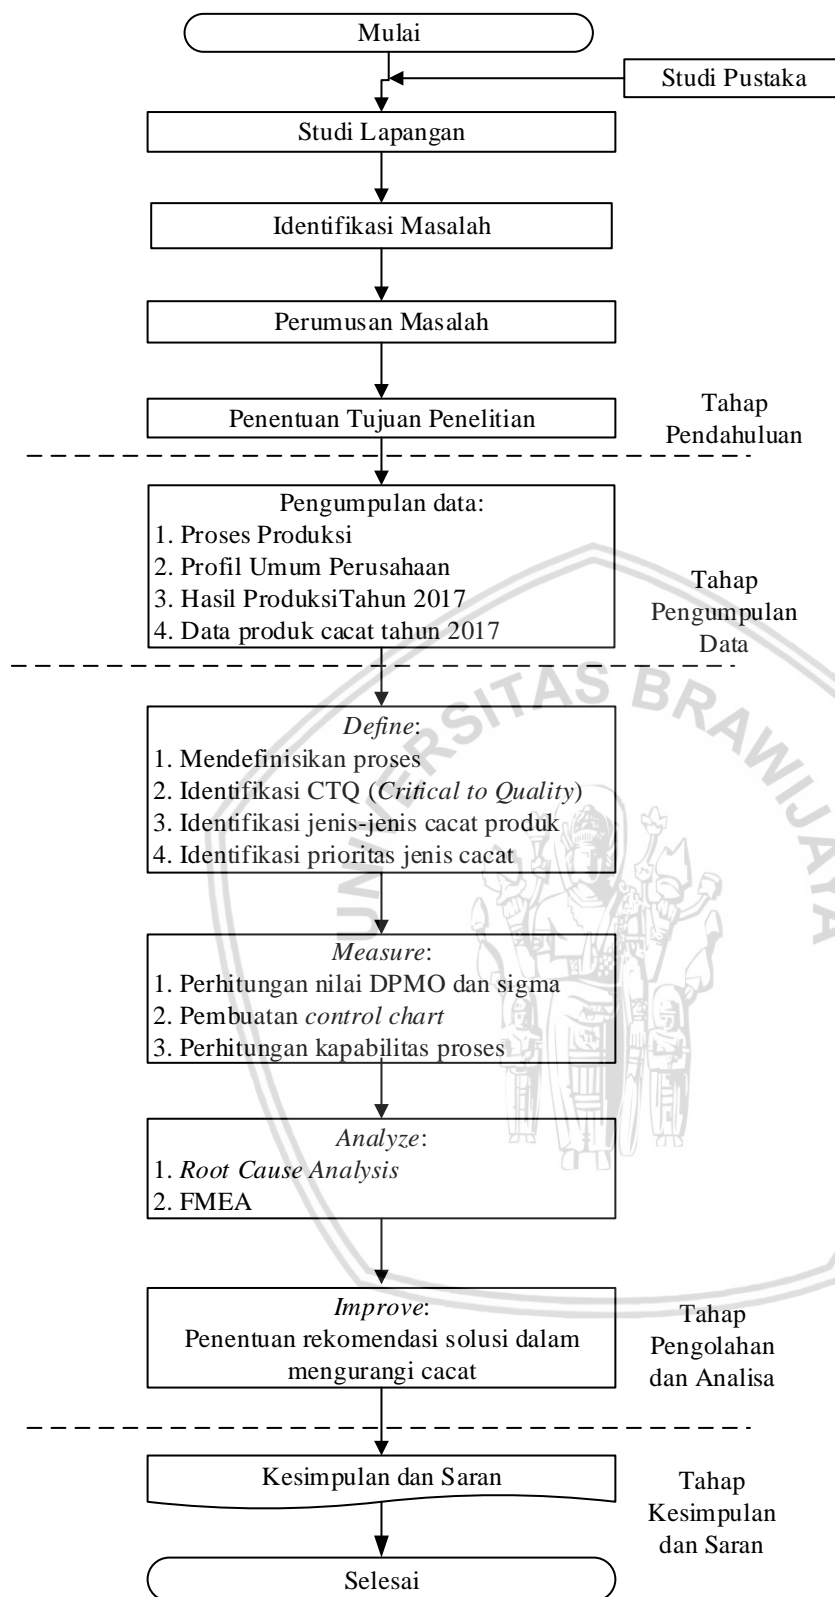 Mulai
Studi Pustaka
Studi Lapangan
Identifikasi Masalah
Perumusan Masalah
Penentuan Tujuan Penelitian
Tahap
Pendahuluan
Pengumpulan data:
1. Proses Produksi
2. Profil Umum Perusahaan
3. Hasil ProduksiTahun 2017
4. Data produk cacat tahun 2017
Tahap
Pengumpulan
Data
UNIVERSITAS BRAWIJAYA
Define:
1. Mendefinisikan proses
2. Identifikasi CTQ (Critical to Quality)
3. Identifikasi jenis-jenis cacat produk
4. Identifikasi prioritas jenis cacat
Measure:
1. Perhitungan nilai DPMO dan sigma
2. Pembuatan control chart
3. Perhitungan kapabilitas proses
Analyze:
1. Root Cause Analysis
2. FMEA
Improve:
Penentuan rekomendasi solusi dalam
mengurangi cacat
Tahap
Pengolahan
dan Analisa
Kesimpulan dan Saran
Tahap
Kesimpulan
dan Saran
Selesai